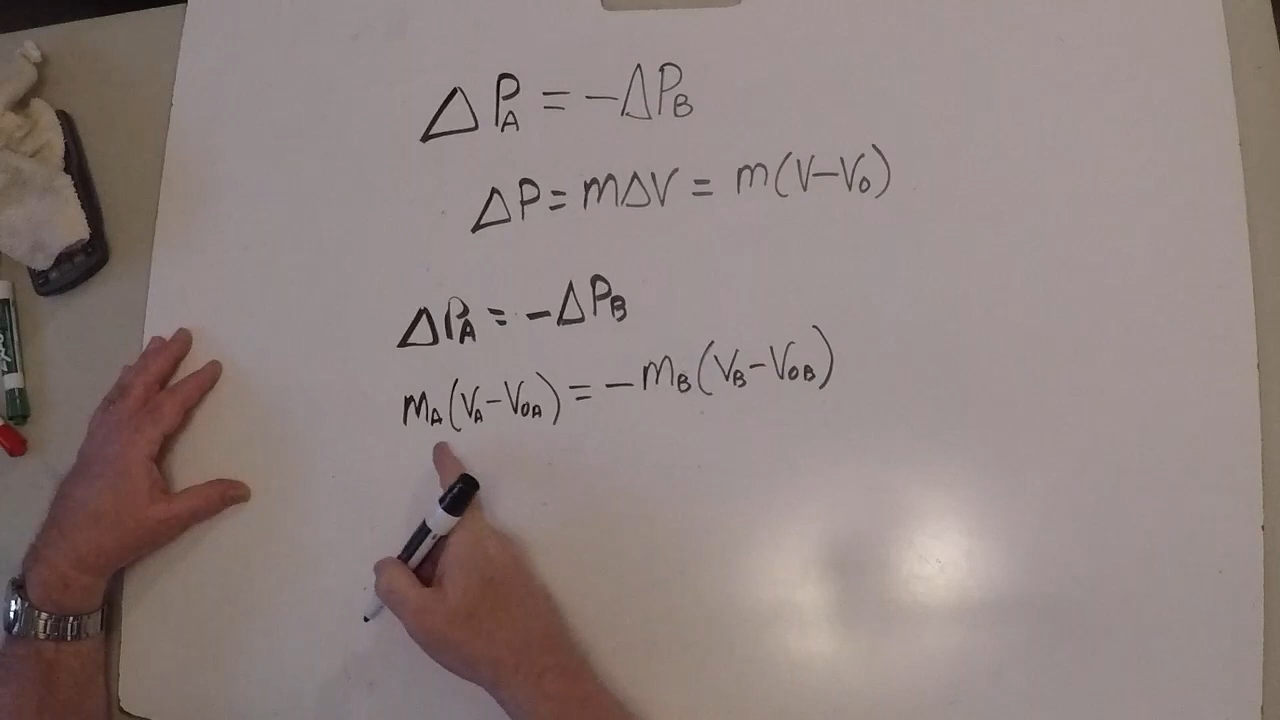 ΔP_A = -ΔP_B
ΔP = mΔV = m(V-V_0)
ΔP_A = -ΔP_B
m_A(V_A-V_0A) = -m_B(V_B-V_0B)